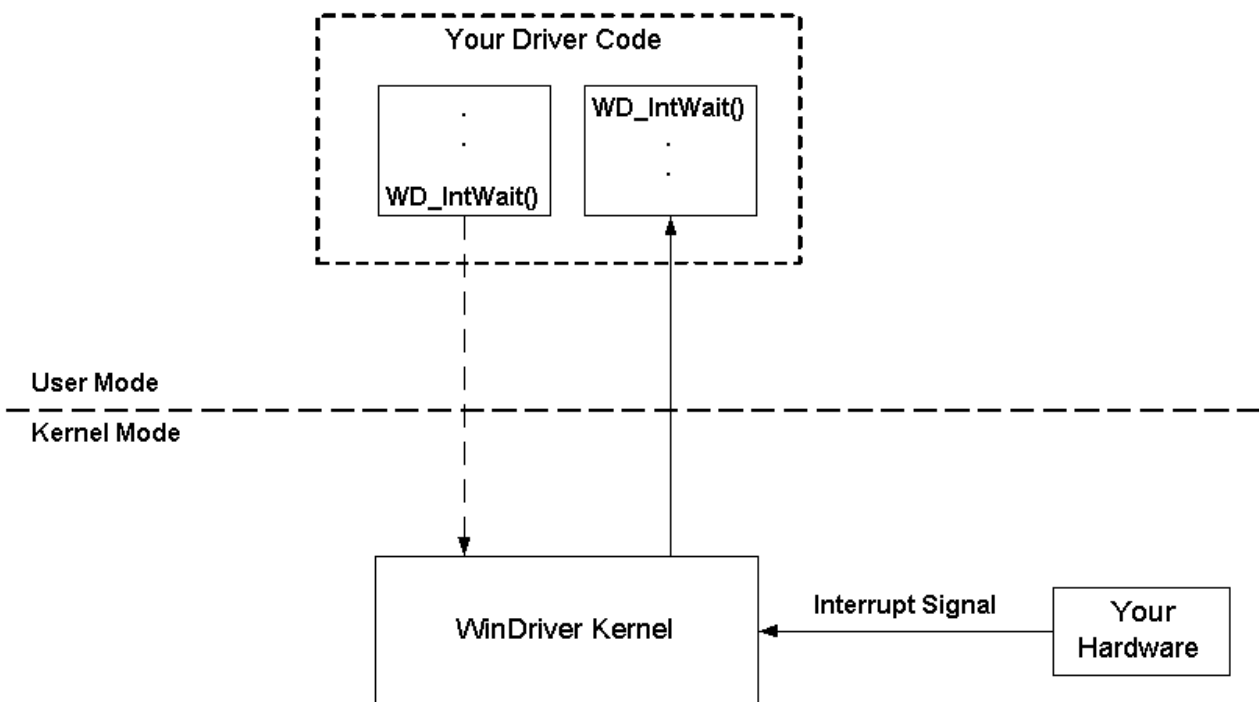 Your Driver Code
.
.
WD_IntWait()
WD_IntWait()
.
.
User Mode
Kernel Mode
WinDriver Kernel
Interrupt Signal
Your
Hardware